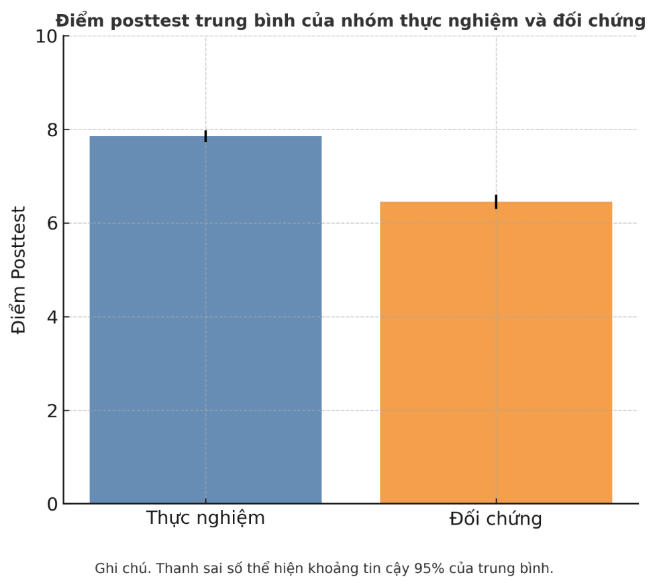 Điểm posttest trung bình của nhóm thực nghiệm và đối chứng
10
8
6
4
2
0
Điểm Posttest
Thực nghiệm
Đối chứng
Ghi chú. Thanh sai số thể hiện khoảng tin cậy 95% của trung bình.